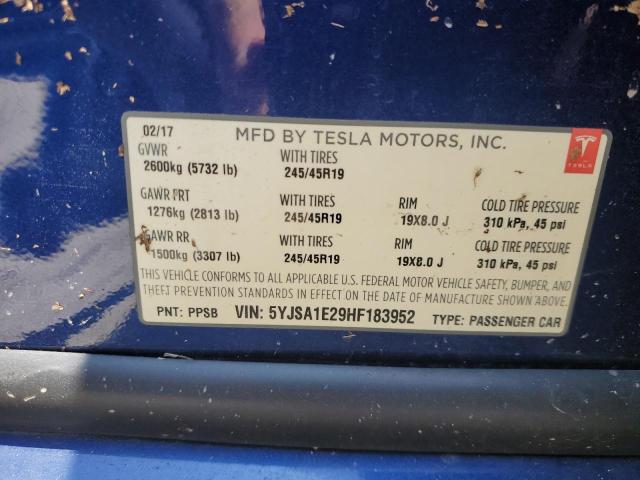 02/17
MFD BY TESLA MOTORS, INC.
TESLA
GVWR WITH TIRES
2600kg (5732 lb) 245/45R19
GAWR FRT WITH TIRES RIM COLD TIRE PRESSURE
1276kg (2813 lb) 245/45R19 19X8.0 J 310 kPa, 45 psi
GAWR RR WITH TIRES RIM COLD TIRE PRESSURE
1500kg (3307 lb) 245/45R19 19X8.0 J 310 kPa, 45 psi
THIS VEHICLE CONFORMS TO ALL APPLICABLE U.S. FEDERAL MOTOR VEHICLE SAFETY, BUMPER, AND
THEFT PREVENTION STANDARDS IN EFFECT ON THE DATE OF MANUFACTURE SHOWN ABOVE.
PNT: PPSB VIN: 5YJSA1E29HF183952 TYPE: PASSENGER CAR